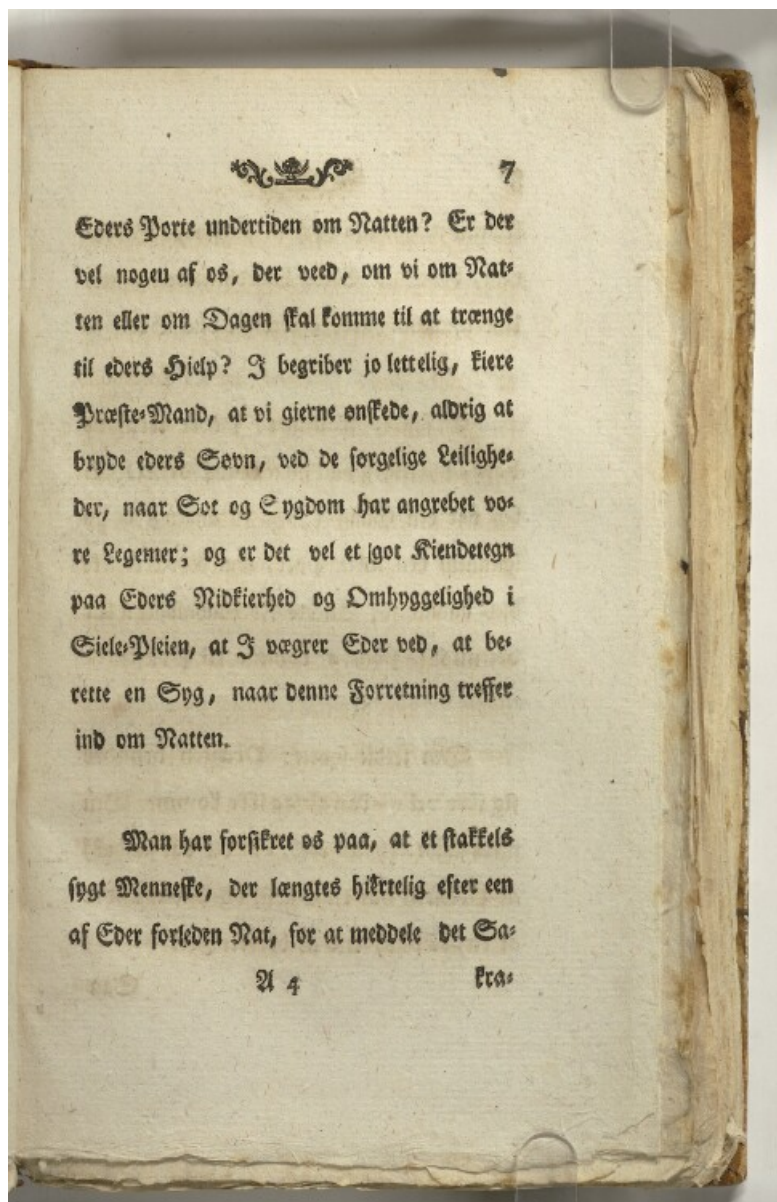 7
Eders Porte undertiden om Natten? Er der
vel nogeu af os, der veed, om vi om Nat-
ten eller om Dagen skal komme til at trænge
til eders Hielp? I begriber jo lettelig, kiere
Præste-Mand, at vi gierne ønskede, aldrig at
bryde eders Søvn, ved de sørgelige Leilighe-
der, naar Sot og Sygdom har angrebet vo-
re Legemer; og er det vel et got Kiendetegn
paa Eders Nidkierhed og Omhyggelighed i
Siele-Pleien, at I vægrer Eder ved, at be-
rette en Syg, naar denne Forretning treffer
ind om Natten.
Man har forsikret os paa, at et stakkels
sygt Menneske, der længtes hiertelig efter een
af Eder forleden Nat, for at meddele det Sa-
A 4 kra-